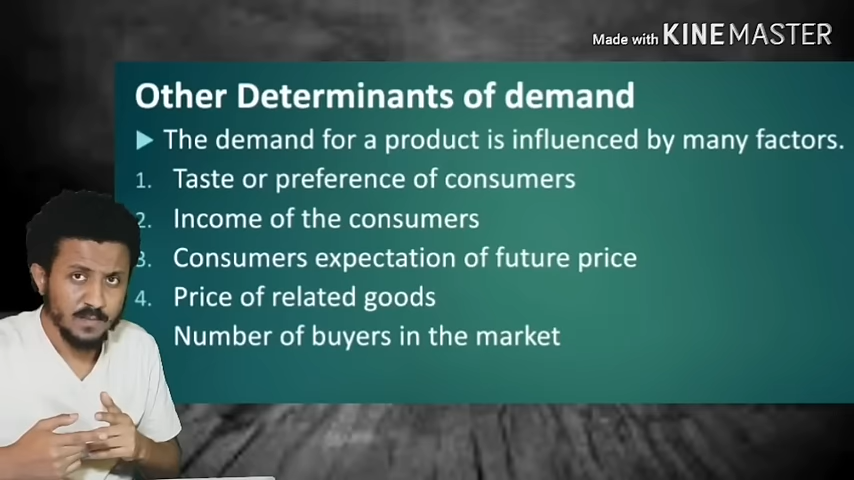 Made with KINEMASTER
Other Determinants of demand
The demand for a product is influenced by many factors.
1. Taste or preference of consumers
2. Income of the consumers
3. Consumers expectation of future price
4. Price of related goods
Number of buyers in the market